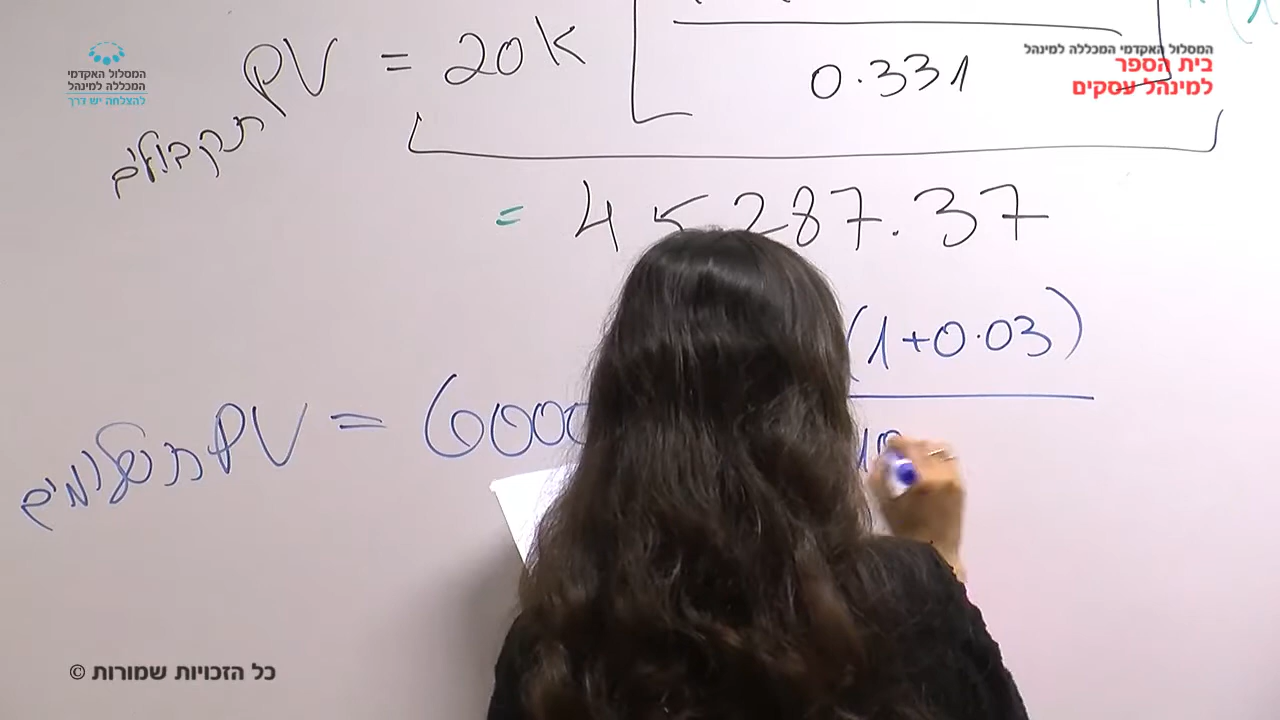 המסלול האקדמי
המכללה למינהל
להצלחה יש דרך
המסלול האקדמי המכללה למינהל
בית הספר
למינהל עסקים
PV = 20K
0.331
תקבולים
= 45287.37
(1+0.03)
תשלומים PV = 6000
10
כל הזכויות שמורות ©